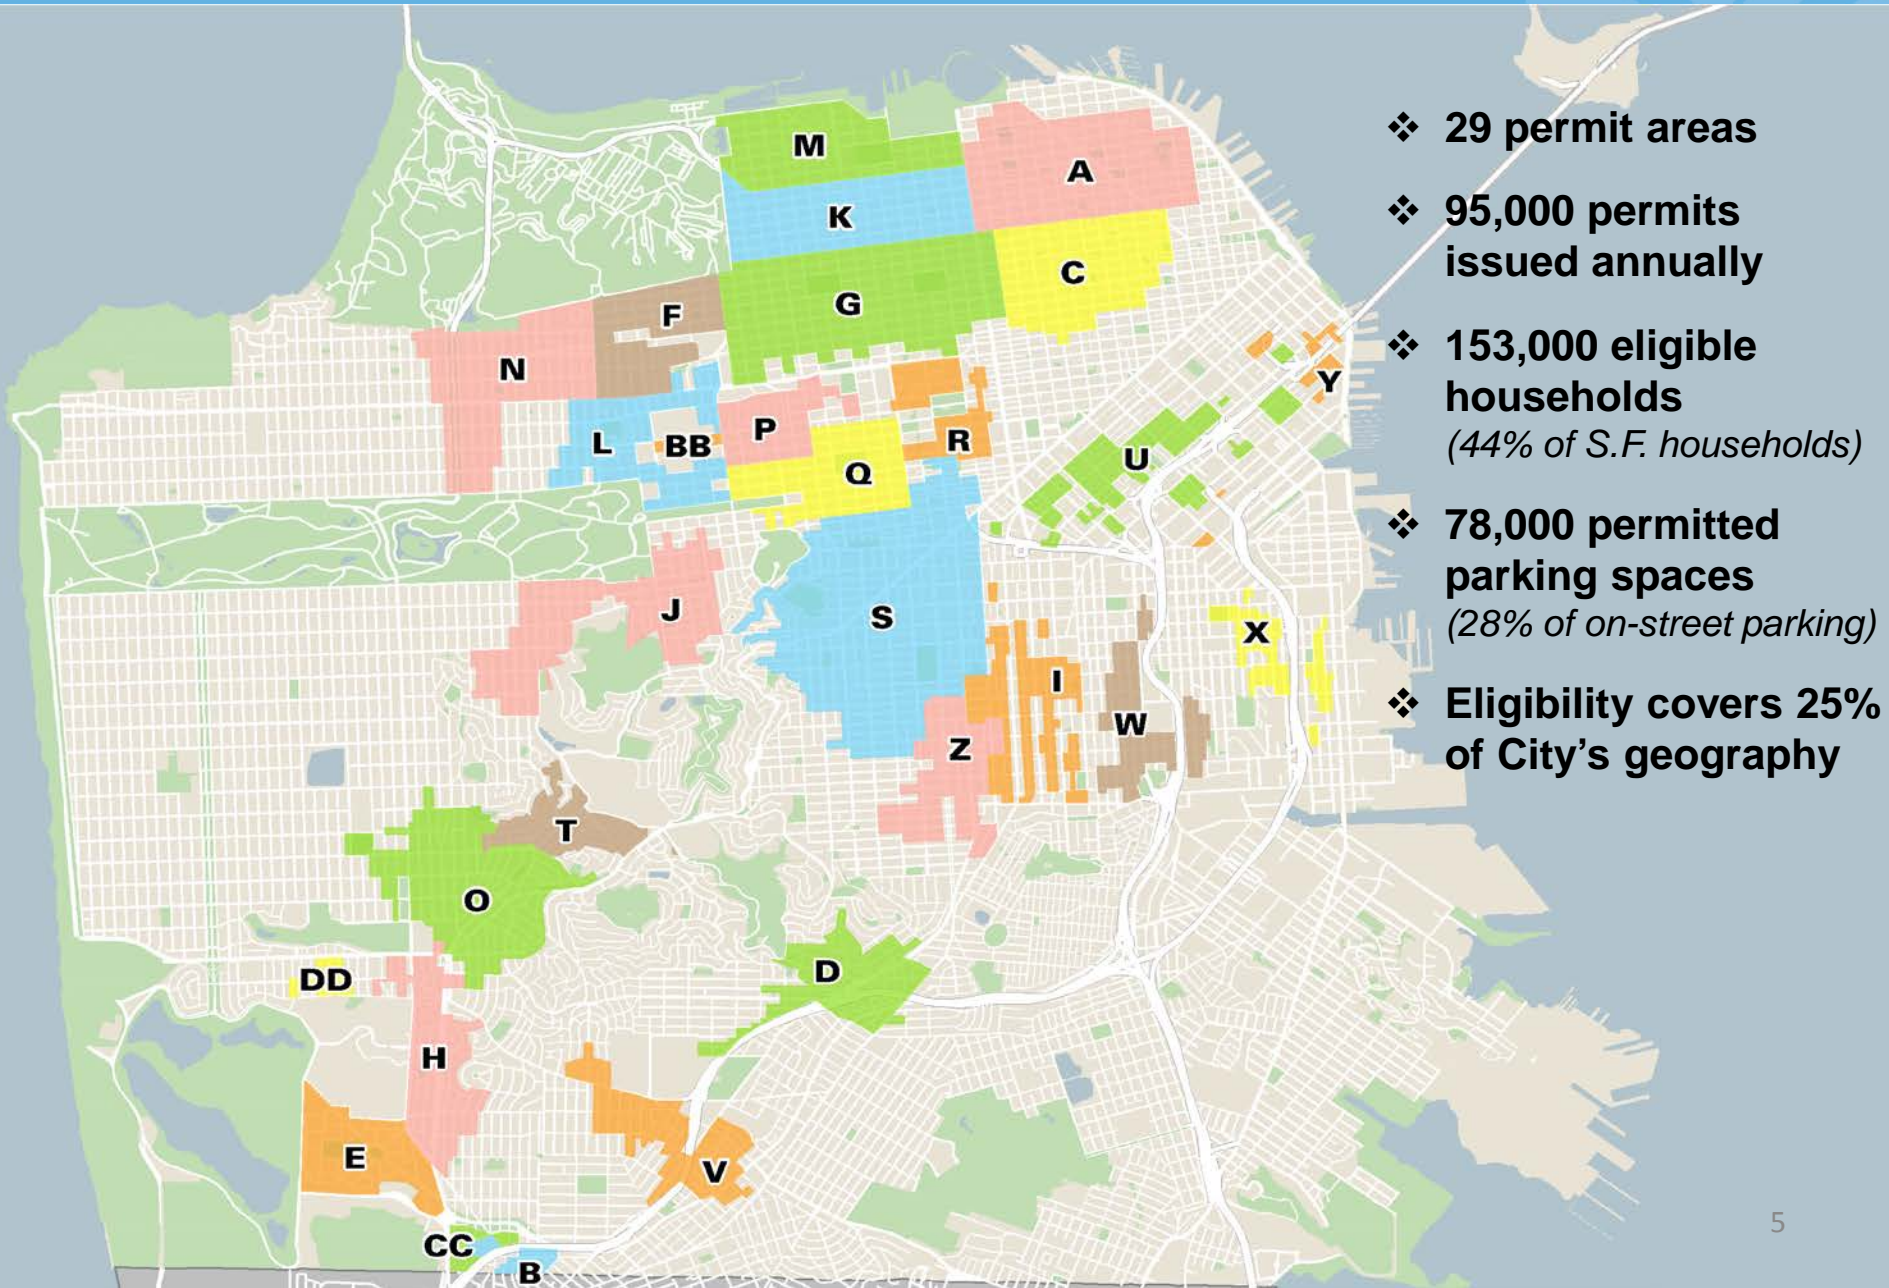 ❖ 29 permit areas
❖ 95,000 permits
issued annually
❖ 153,000 eligible
households
(44% of S.F. households)
❖ 78,000 permitted
parking spaces
(28% of on-street parking)
❖ Eligibility covers 25%
of City’s geography
M
A
K
C
G
F
N
Y
P
L
BB
R
U
Q
J
S
X
I
W
Z
T
O
D
DD
H
E
V
CC
B
5